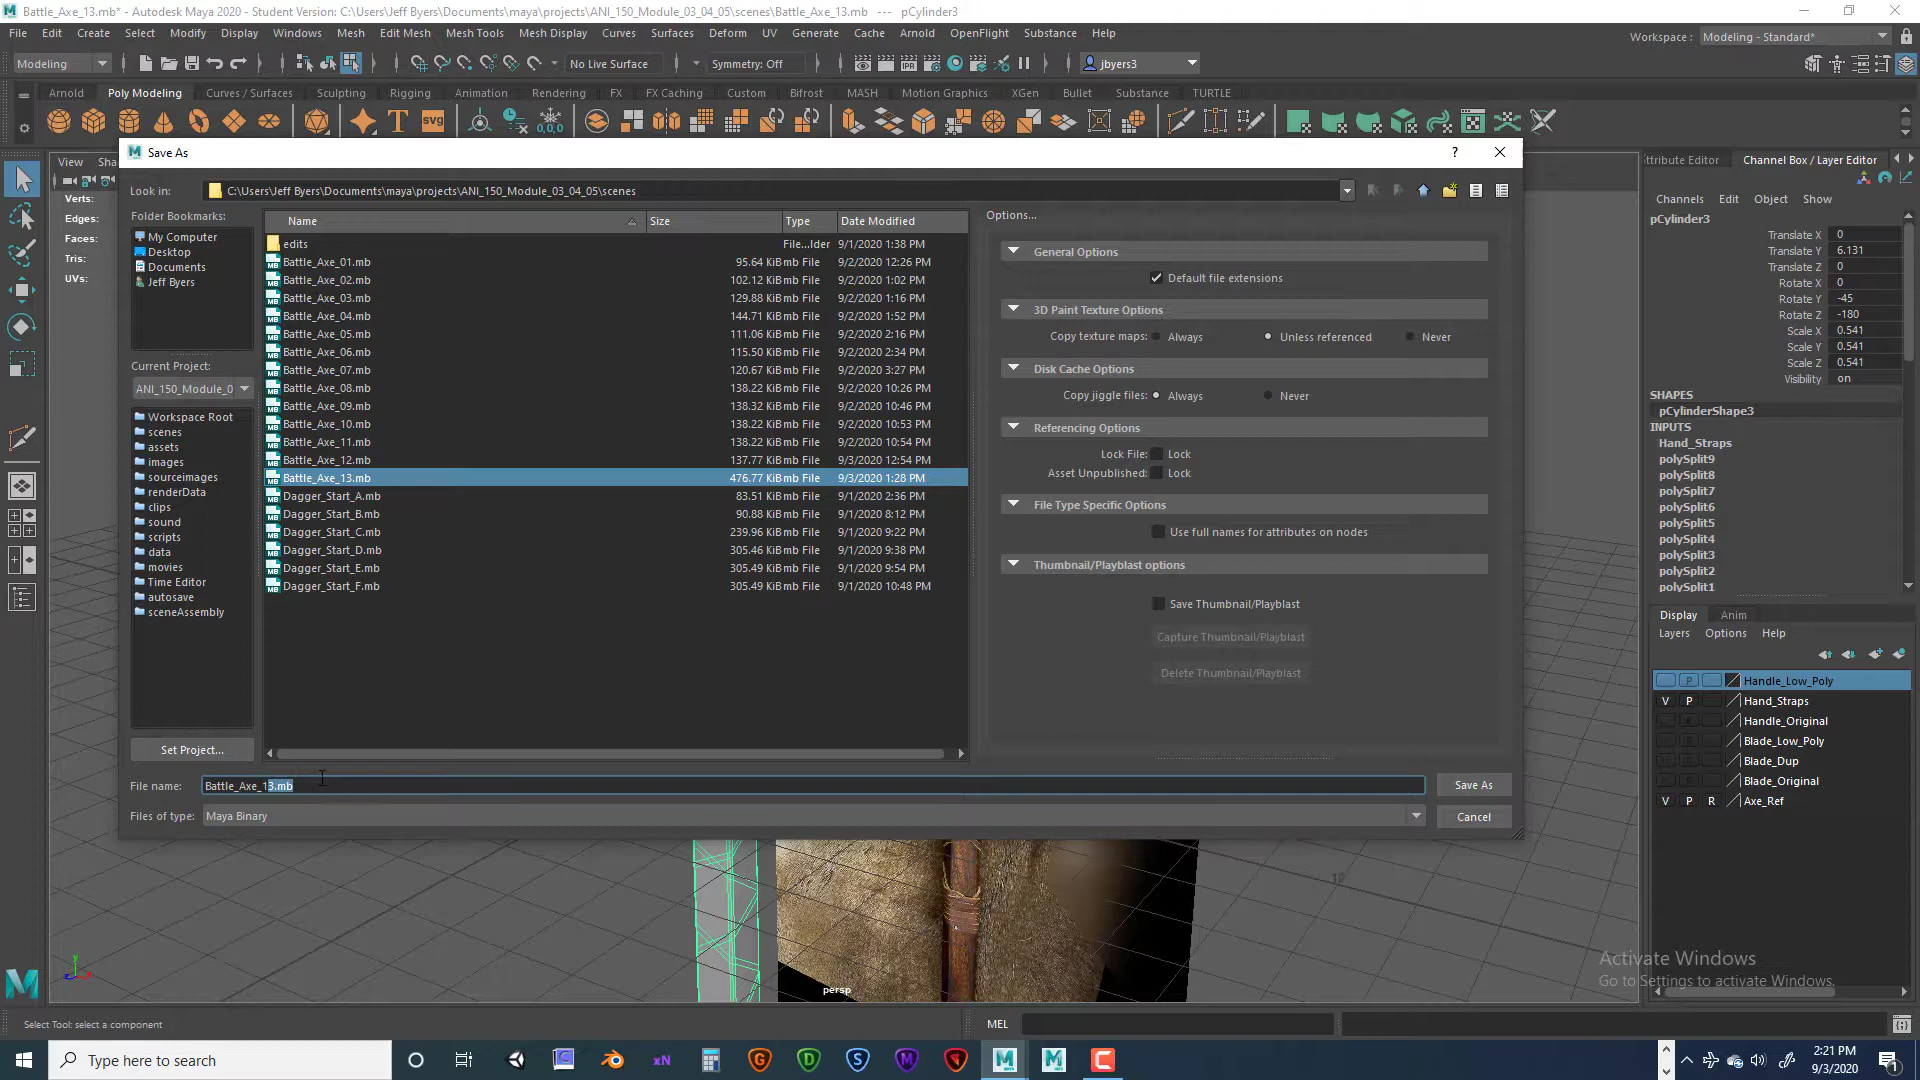 Battle_Axe_13.mb* - Autodesk Maya 2020 - Student Version: C:\Users\Jeff Byers\Documents\maya\projects\ANI_150_Module_03_04_05\scenes\Battle_Axe_13.mb --- pCylinder3
File Edit Create Select Modify Display Windows Mesh Edit Mesh Mesh Tools Mesh Display Curves Surfaces Deform UV Generate Cache Arnold OpenFlight Substance Help
Workspace : Modeling - Standard*
Modeling No Live Surface Symmetry: Off jbyers3
Arnold Poly Modeling Curves / Surfaces Sculpting Rigging Animation Rendering FX FX Caching Custom Bifrost MASH Motion Graphics XGen Bullet Substance TURTLE
SVG 0,0,0
View Sha
Verts:
Edges:
Faces:
Tris:
UVs:
Save As
?
Look in: C:\Users\Jeff Byers\Documents\maya\projects\ANI_150_Module_03_04_05\scenes
Folder Bookmarks:
My Computer
Desktop
Documents
Jeff Byers
Current Project:
ANI_150_Module_0
Workspace Root
scenes
assets
images
sourceimages
renderData
clips
sound
scripts
data
movies
Time Editor
autosave
sceneAssembly
Set Project...
Name Size Type Date Modified
edits File...lder 9/1/2020 1:38 PM
Battle_Axe_01.mb 95.64 KiB mb File 9/2/2020 12:26 PM
Battle_Axe_02.mb 102.12 KiB mb File 9/2/2020 1:02 PM
Battle_Axe_03.mb 129.88 KiB mb File 9/2/2020 1:16 PM
Battle_Axe_04.mb 144.71 KiB mb File 9/2/2020 1:52 PM
Battle_Axe_05.mb 111.06 KiB mb File 9/2/2020 2:16 PM
Battle_Axe_06.mb 115.50 KiB mb File 9/2/2020 2:34 PM
Battle_Axe_07.mb 120.67 KiB mb File 9/2/2020 3:27 PM
Battle_Axe_08.mb 138.22 KiB mb File 9/2/2020 10:26 PM
Battle_Axe_09.mb 138.32 KiB mb File 9/2/2020 10:46 PM
Battle_Axe_10.mb 138.22 KiB mb File 9/2/2020 10:53 PM
Battle_Axe_11.mb 138.22 KiB mb File 9/2/2020 10:54 PM
Battle_Axe_12.mb 137.77 KiB mb File 9/3/2020 12:54 PM
Battle_Axe_13.mb 476.77 KiB mb File 9/3/2020 1:28 PM
Dagger_Start_A.mb 83.51 KiB mb File 9/1/2020 2:36 PM
Dagger_Start_B.mb 90.88 KiB mb File 9/1/2020 8:12 PM
Dagger_Start_C.mb 239.96 KiB mb File 9/1/2020 9:22 PM
Dagger_Start_D.mb 305.46 KiB mb File 9/1/2020 9:38 PM
Dagger_Start_E.mb 305.49 KiB mb File 9/1/2020 9:54 PM
Dagger_Start_F.mb 305.49 KiB mb File 9/1/2020 10:48 PM
Options...
General Options
Default file extensions
3D Paint Texture Options
Copy texture maps: Always Unless referenced Never
Disk Cache Options
Copy jiggle files: Always Never
Referencing Options
Lock File: Lock
Asset Unpublished: Lock
File Type Specific Options
Use full names for attributes on nodes
Thumbnail/Playblast options
Save Thumbnail/Playblast
Capture Thumbnail/Playblast
Delete Thumbnail/Playblast
File name: Battle_Axe_13.mb Save As
Files of type: Maya Binary Cancel
ttribute Editor Channel Box / Layer Editor
Channels Edit Object Show
pCylinder3
Translate X 0
Translate Y 6.131
Translate Z 0
Rotate X 0
Rotate Y -45
Rotate Z -180
Scale X 0.541
Scale Y 0.541
Scale Z 0.541
Visibility on
SHAPES
pCylinderShape3
INPUTS
Hand_Straps
polySplit9
polySplit8
polySplit7
polySplit6
polySplit5
polySplit4
polySplit3
polySplit2
polySplit1
Display Anim
Layers Options Help
P Handle_Low_Poly
V P Hand_Straps
Handle_Original
Blade_Low_Poly
Blade_Dup
Blade_Original
V P R Axe_Ref
y
persp
Activate Windows
Go to Settings to activate Windows.
Select Tool: select a component
MEL
Type here to search
xN G D S M
2:21 PM
9/3/2020
1